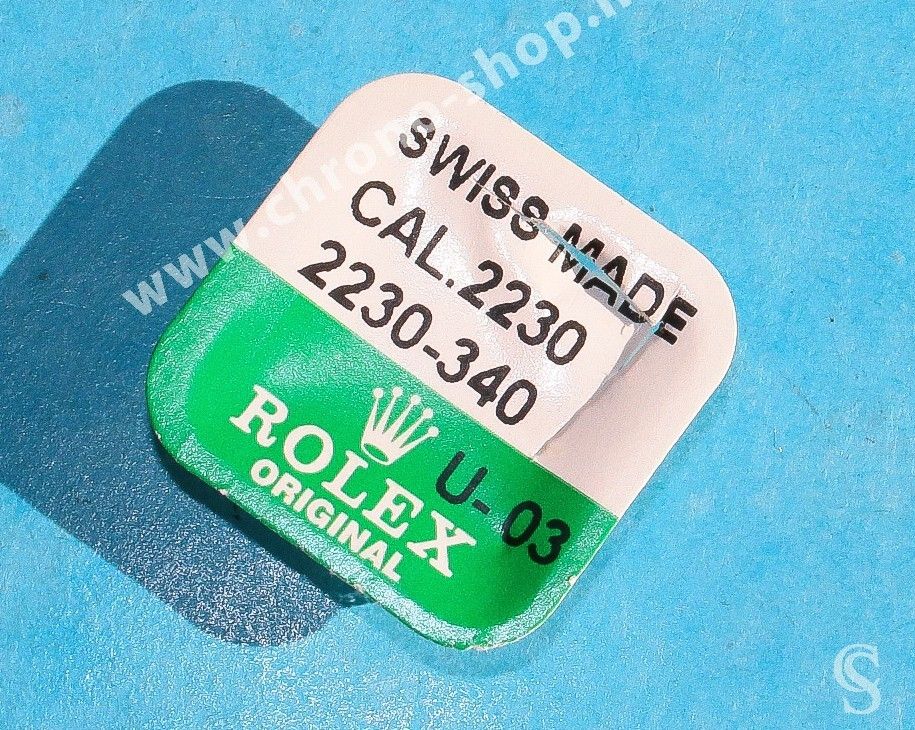 www.chrono-shop.n
SWISS MADE
CAL.2230
2230-340
U-03
ROLEX
ORIGINAL